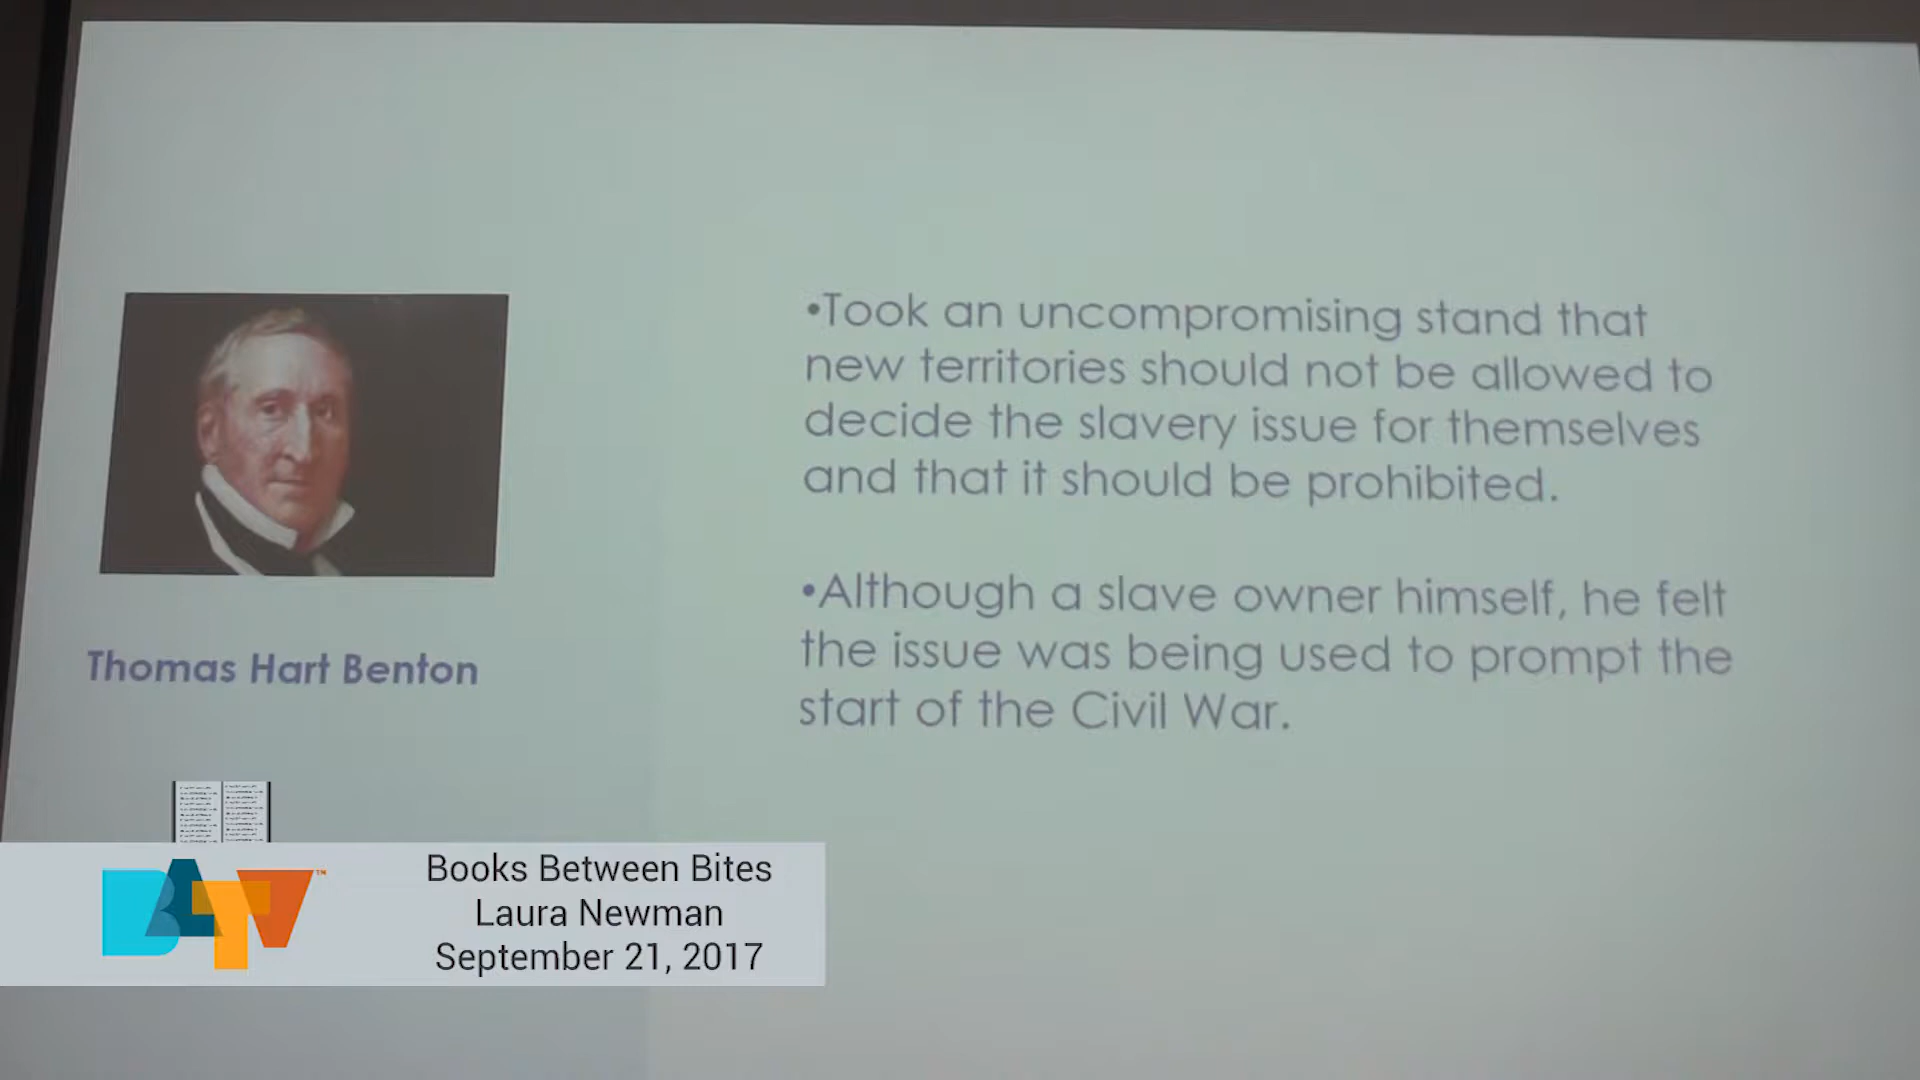 •Took an uncompromising stand that
new territories should not be allowed to
decide the slavery issue for themselves
and that it should be prohibited.
•Although a slave owner himself, he felt
the issue was being used to prompt the
start of the Civil War.
Thomas Hart Benton
BATV™
Books Between Bites
Laura Newman
September 21, 2017